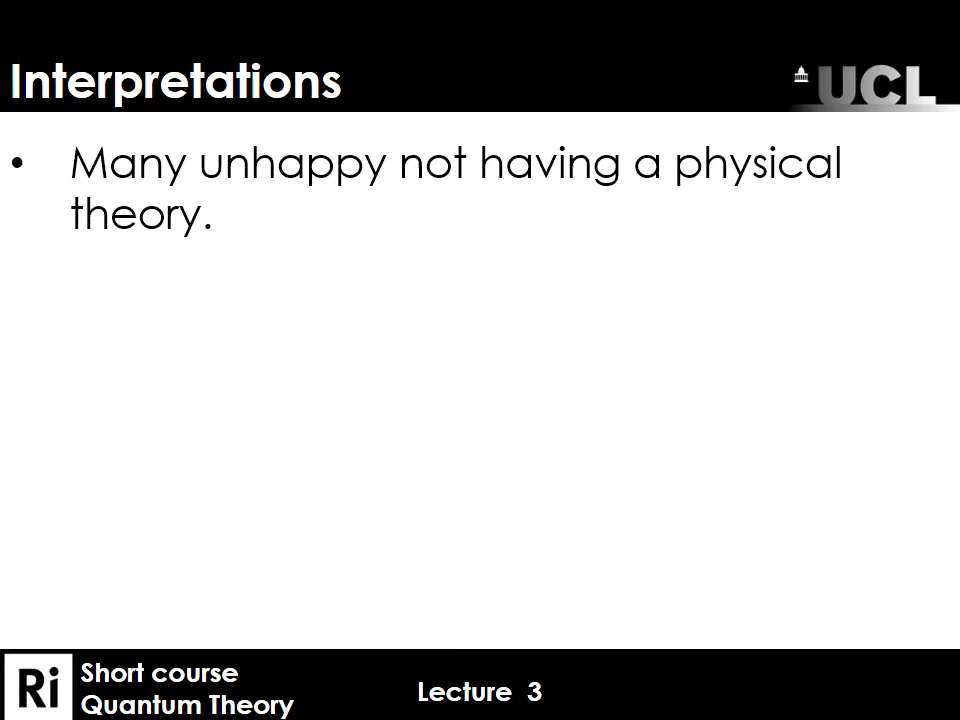 Interpretations
UCL
• Many unhappy not having a physical
theory.
Ri
Short course
Quantum Theory
Lecture 3